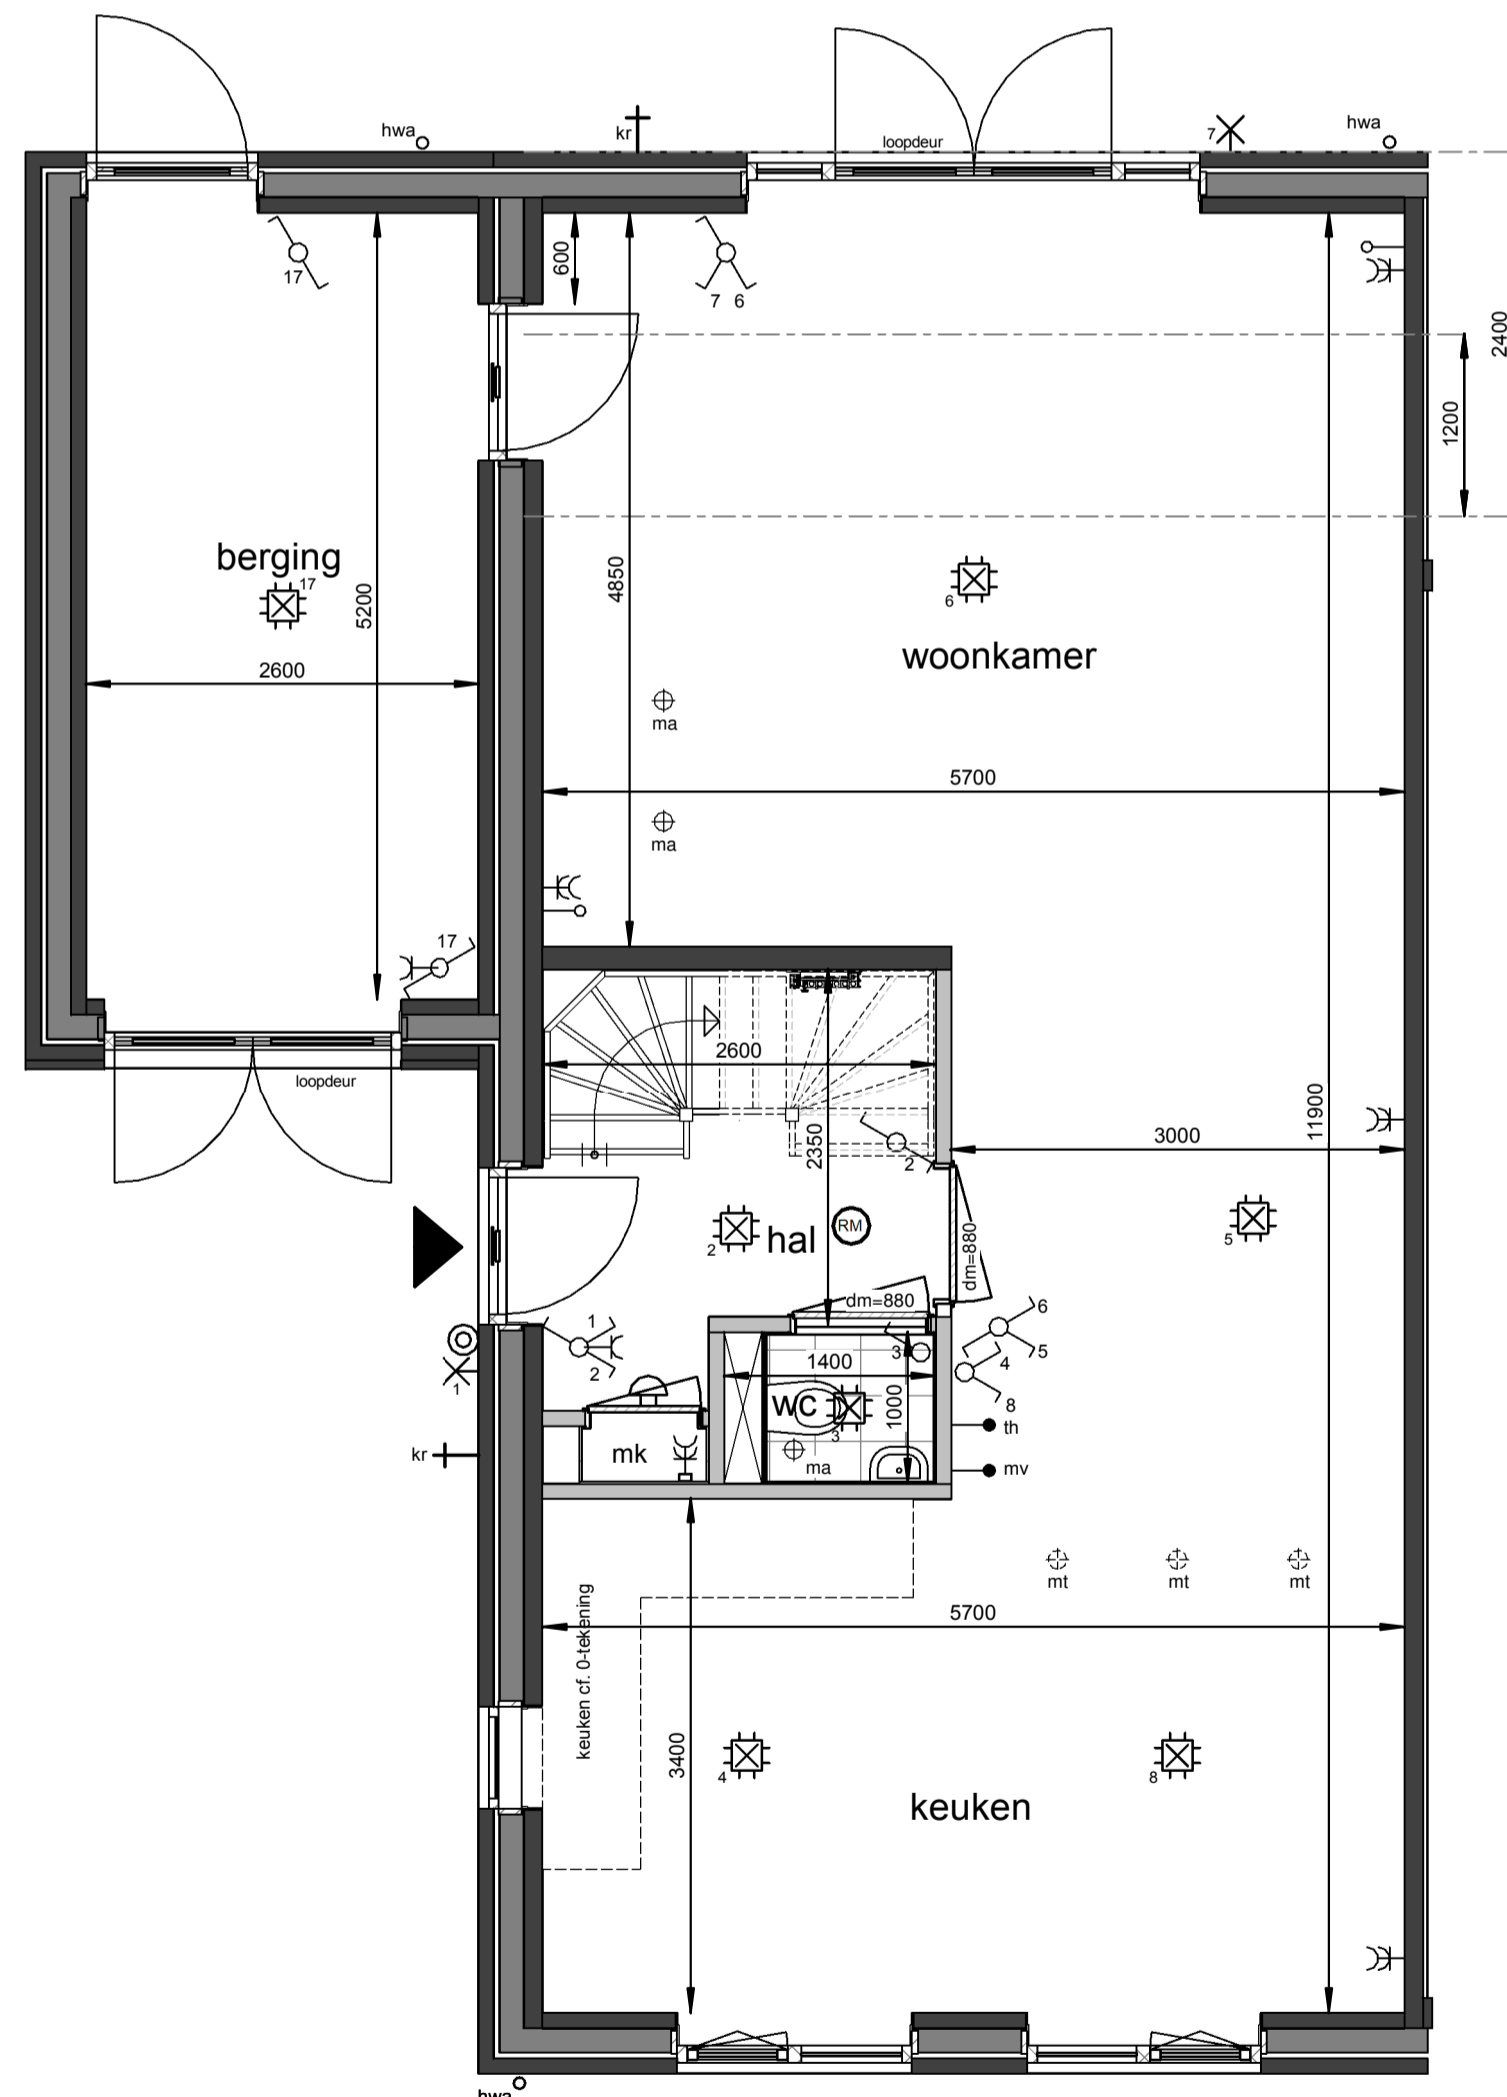 hwa
kr
loopdeur
7
hwa
17
600
7 6
2400
1200
berging
17
5200
4850
6
woonkamer
2600
ma
5700
ma
17
2600
loopdeur
11900
2350
3000
2
5
2
hal
RM
dm=880
dm=880
6
1
1
2
3
4
5
1400
wc
3
1000
8
th
kr
mk
ma
mv
mt
mt
mt
keuken cf. 0-tekening
5700
3400
4
8
keuken
hwa